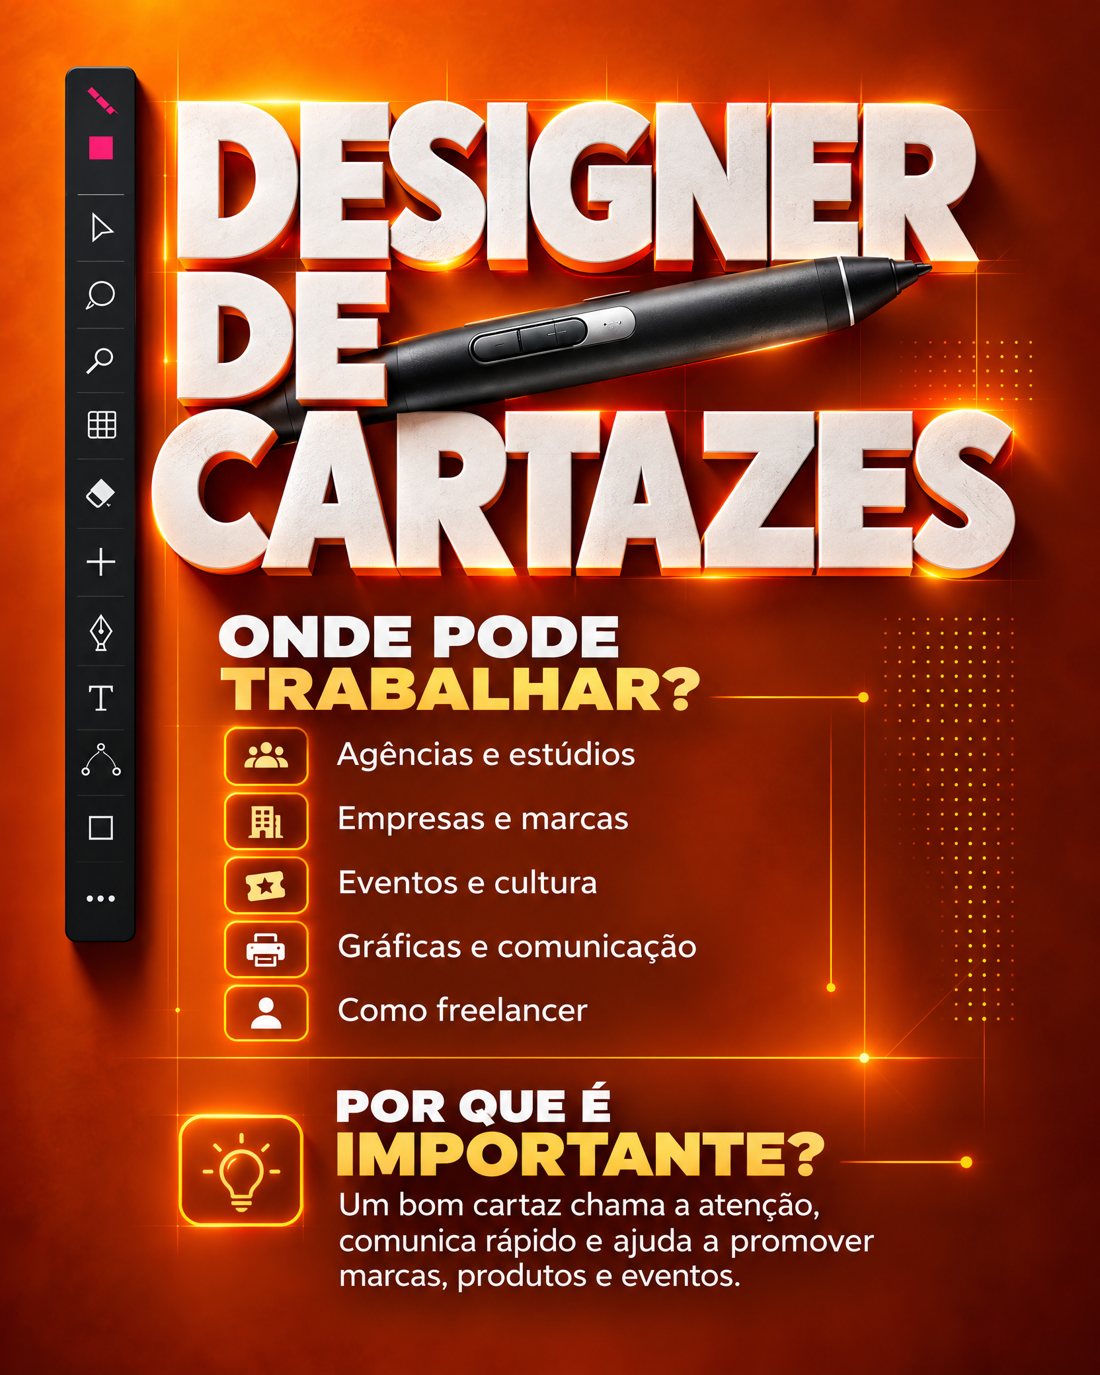 DESIGNER
DE
CARTAZES
ONDE PODE
TRABALHAR?
Agências e estúdios
Empresas e marcas
Eventos e cultura
Gráficas e comunicação
Como freelancer
POR QUE É
IMPORTANTE?
Um bom cartaz chama a atenção,
comunica rápido e ajuda a promover
marcas, produtos e eventos.